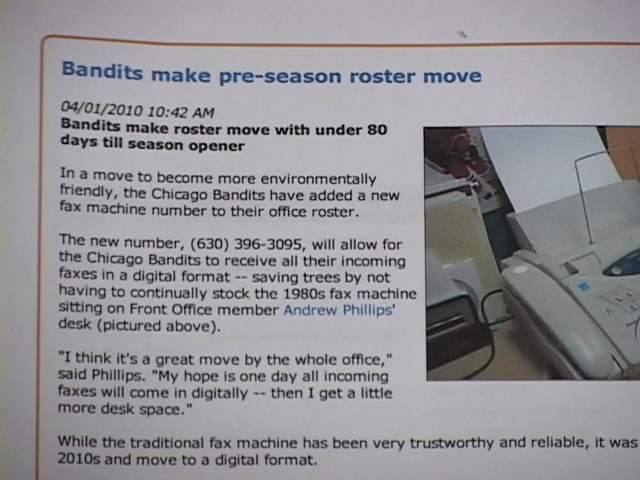 Bandits make pre-season roster move
04/01/2010 10:42 AM
Bandits make roster move with under 80
days till season opener
In a move to become more environmentally
friendly, the Chicago Bandits have added a new
fax machine number to their office roster.
The new number, (630) 396-3095, will allow for
the Chicago Bandits to receive all their incoming
faxes in a digital format -- saving trees by not
having to continually stock the 1980s fax machine
sitting on Front Office member Andrew Phillips'
desk (pictured above).
"I think it's a great move by the whole office,"
said Phillips. "My hope is one day all incoming
faxes will come in digitally -- then I get a little
more desk space."
While the traditional fax machine has been very trustworthy and reliable, it was
2010s and move to a digital format.